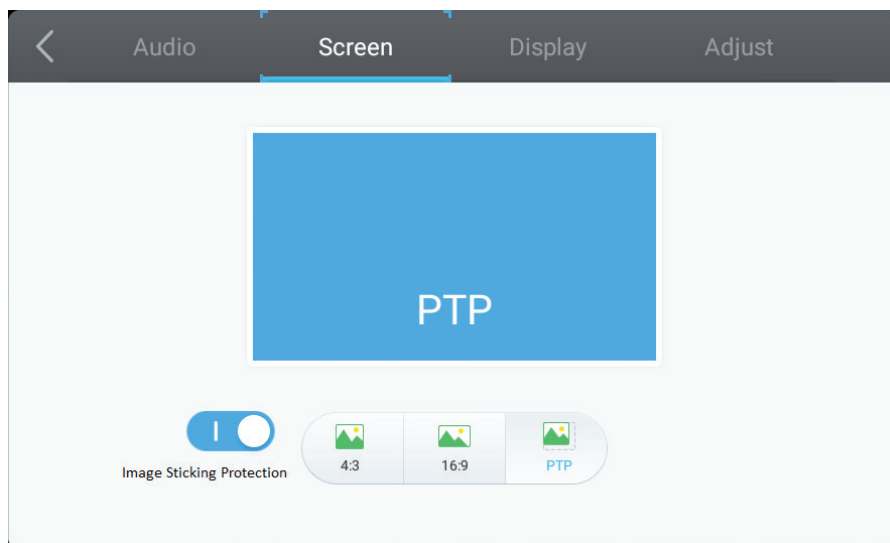 Audio Screen Display Adjust
PTP
Image Sticking Protection
4:3 16:9 PTP